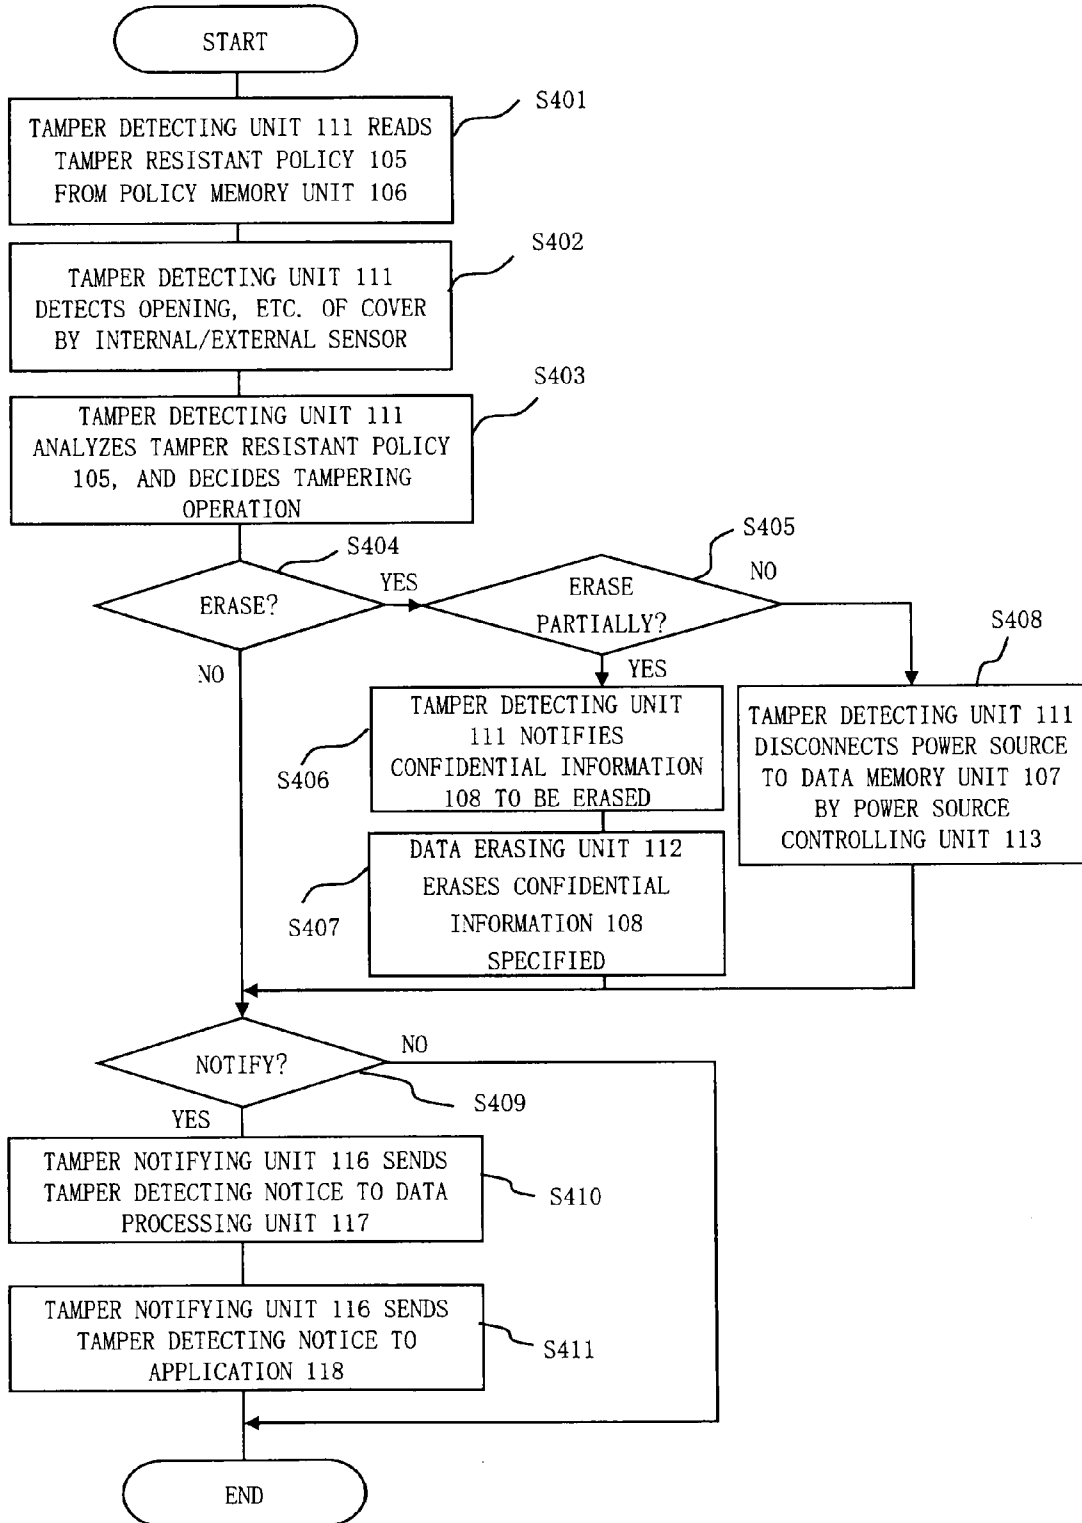 START
S401
TAMPER DETECTING UNIT 111 READS
TAMPER RESISTANT POLICY 105
FROM POLICY MEMORY UNIT 106
S402
TAMPER DETECTING UNIT 111
DETECTS OPENING, ETC. OF COVER
BY INTERNAL/EXTERNAL SENSOR
S403
TAMPER DETECTING UNIT 111
ANALYZES TAMPER RESISTANT POLICY
105, AND DECIDES TAMPERING
OPERATION
S404
ERASE?
YES
NO
S405
ERASE
PARTIALLY?
NO
YES
S406
TAMPER DETECTING UNIT
111 NOTIFIES
CONFIDENTIAL INFORMATION
108 TO BE ERASED
S407
DATA ERASING UNIT 112
ERASES CONFIDENTIAL
INFORMATION 108
SPECIFIED
S408
TAMPER DETECTING UNIT 111
DISCONNECTS POWER SOURCE
TO DATA MEMORY UNIT 107
BY POWER SOURCE
CONTROLLING UNIT 113
NOTIFY?
NO
S409
YES
TAMPER NOTIFYING UNIT 116 SENDS
TAMPER DETECTING NOTICE TO DATA
PROCESSING UNIT 117
S410
TAMPER NOTIFYING UNIT 116 SENDS
TAMPER DETECTING NOTICE TO
APPLICATION 118
S411
END